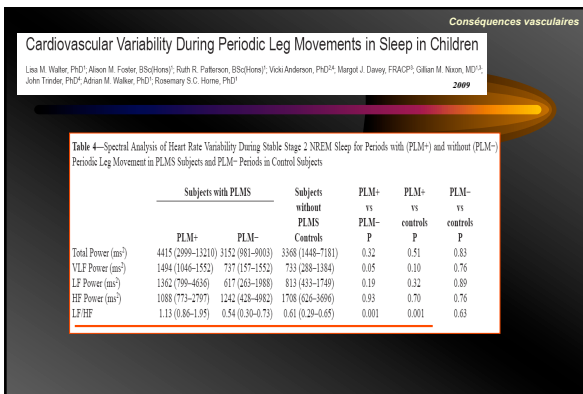 Conséquences vasculaires
Cardiovascular Variability During Periodic Leg Movements in Sleep in Children
Lisa M. Walter, PhD¹; Alison M. Foster, BSc(Hons)¹; Ruth R. Patterson, BSc(Hons)¹; Vicki Anderson, PhD²,⁴; Margot J. Davey, FRACP⁵; Gillian M. Nixon, MD¹,³;
John Trinder, PhD⁴; Adrian M. Walker, PhD¹; Rosemary S.C. Horne, PhD¹
2009
Table 4—Spectral Analysis of Heart Rate Variability During Stable Stage 2 NREM Sleep for Periods with (PLM+) and without (PLM−)
Periodic Leg Movement in PLMS Subjects and PLM− Periods in Control Subjects
Subjects with PLMS Subjects PLM+ PLM+ PLM−
without vs vs vs
PLMS PLM− controls controls
PLM+ PLM− Controls P P P
Total Power (ms²) 4415 (2999–13210) 3152 (981–9003) 3368 (1448–7181) 0.32 0.51 0.83
VLF Power (ms²) 1494 (1046–1552) 737 (157–1552) 733 (288–1384) 0.05 0.10 0.76
LF Power (ms²) 1362 (799–4636) 617 (263–1988) 813 (433–1749) 0.19 0.32 0.89
HF Power (ms²) 1088 (773–2797) 1242 (428–4982) 1708 (626–3696) 0.93 0.70 0.76
LF/HF 1.13 (0.86–1.95) 0.54 (0.30–0.73) 0.61 (0.29–0.65) 0.001 0.001 0.63